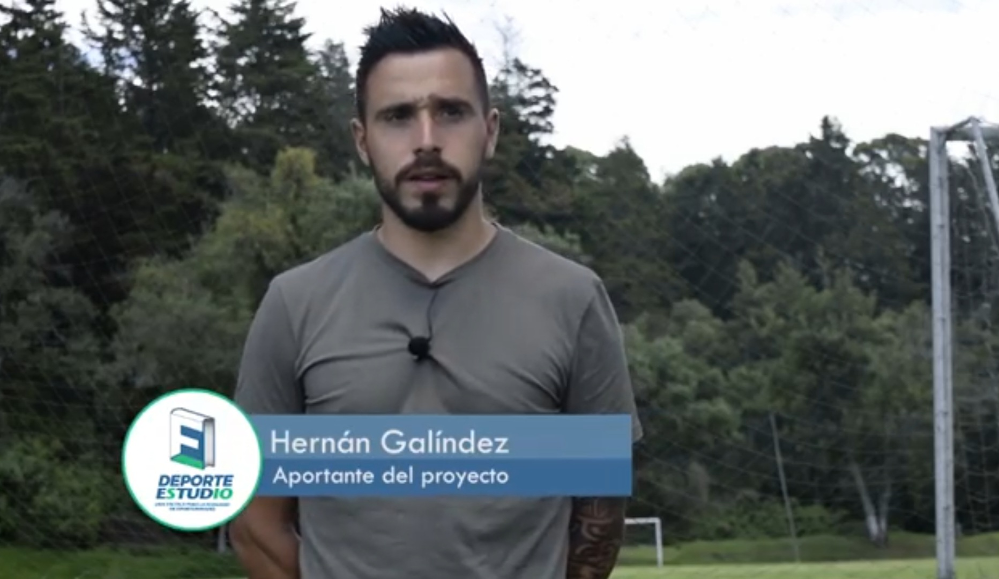 Hernán Galíndez
Aportante del proyecto
DEPORTE
ESTUDIO